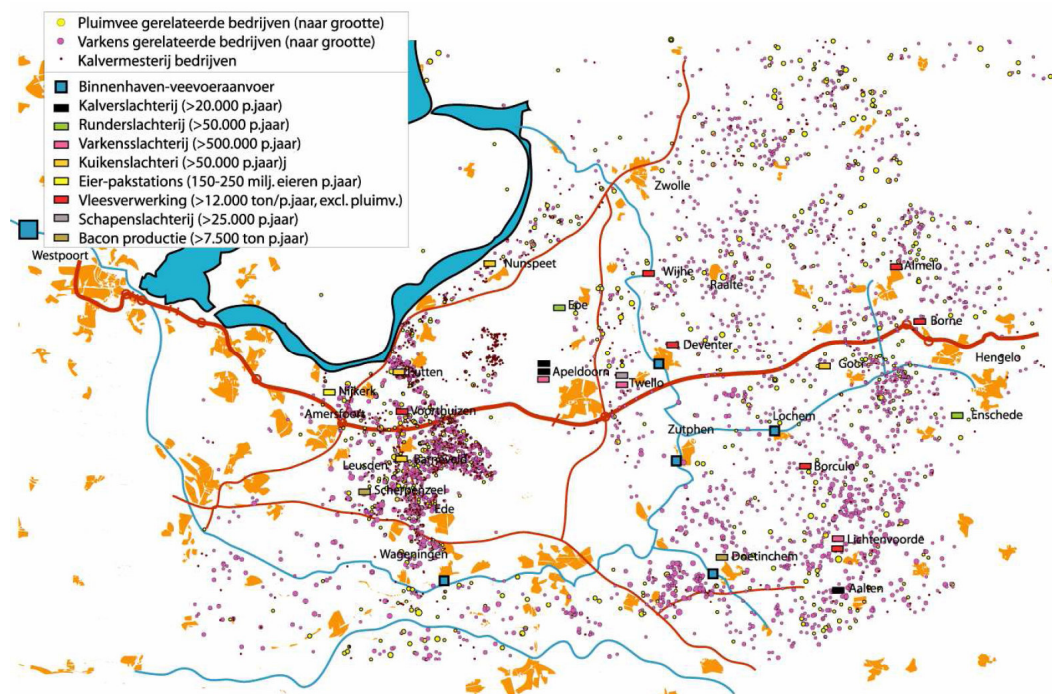 Pluimvee gerelateerde bedrijven (naar grootte)
Varkens gerelateerde bedrijven (naar grootte)
Kalvermesterij bedrijven
Binnenhaven-veevoeraanvoer
Kalverslachterij (>20.000 p.jaar)
Runderslachterij (>50.000 p.jaar)
Varkensslachterij (>500.000 p.jaar)
Kuikenslachteri (>50.000 p.jaar)j
Eier-pakstations (150-250 milj. eieren p.jaar)
Vleesverwerking (>12.000 ton/p.jaar, excl. pluimv.)
Schapenslachterij (>25.000 p.jaar)
Bacon productie (>7.500 ton p.jaar)
Westpoort
Zwolle
Nunspeet
Wijhe
Raalte
Almelo
Epe
Borne
Deventer
Hengelo
Putten
Apeldoorn
Goor
Twello
Nijkerk
Amersfoort
Voorthuizen
Lochem
Enschede
Zutphen
Barneveld
Leusden
Borculo
Scherpenzeel
Ede
Lichtenvoorde
Wageningen
Doetinchem
Aalten